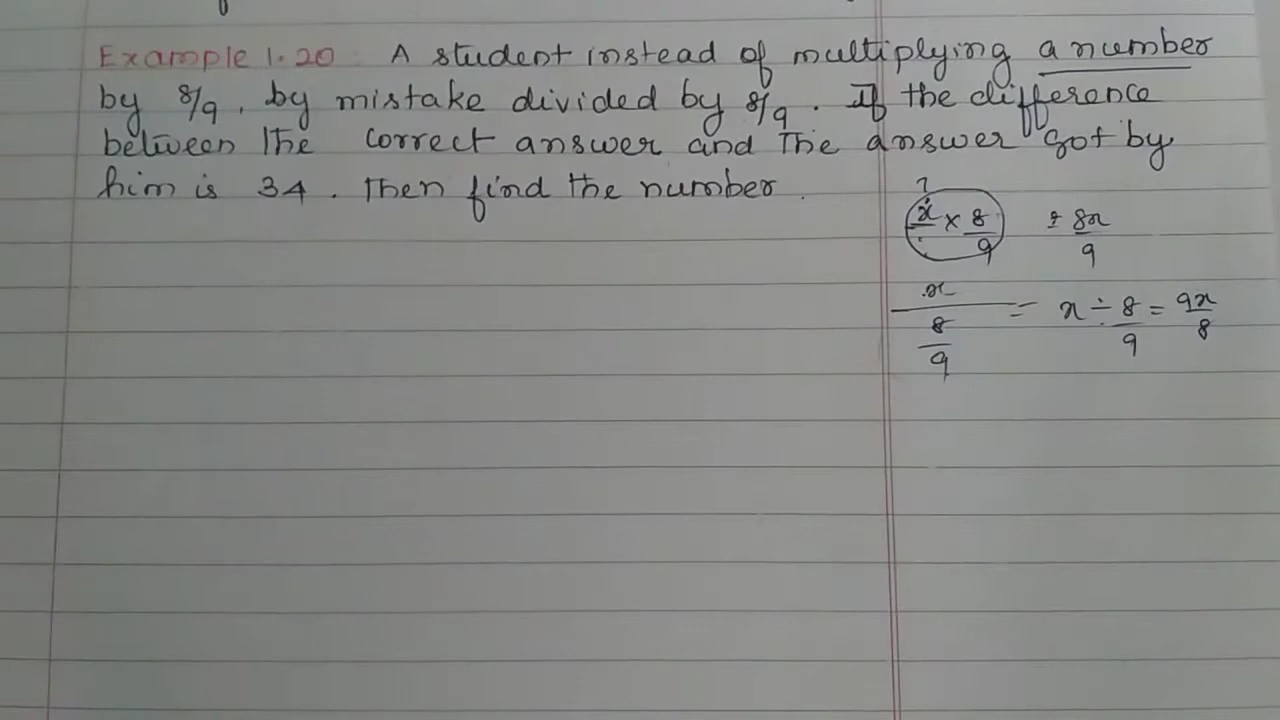 Example 1.20 A student instead of multiplying a number
by 8/9, by mistake divided by 8/9. If the difference
between the correct answer and the answer got by
him is 34. Then find the number.
x/ × 8/9 = 8x/9
x/(8/9) = x ÷ 8/9 = 9x/8